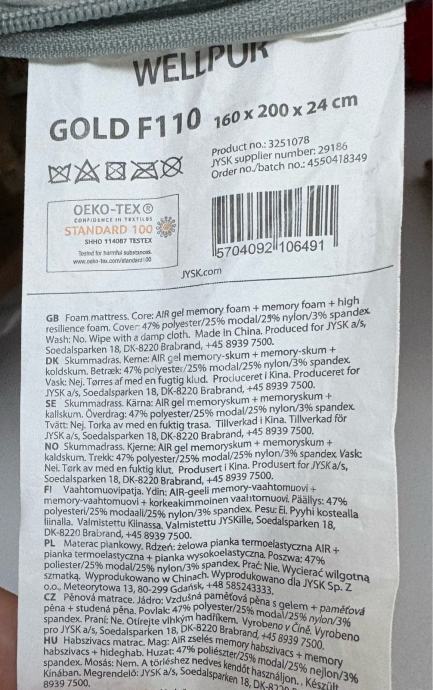 WELLPUR
GOLD F110 160 x 200 x 24 cm
Product no.: 3251078
JYSK supplier number: 29186
Order no./batch no.: 4550418349
OEKO-TEX®
CONFIDENCE IN TEXTILES
STANDARD 100
SHHO 114087 TESTEX
Tested for harmful substances.
www.oeko-tex.com/standard100
5704092 106491
JYSK.com
GB Foam mattress. Core: AIR gel memory foam + memory foam + high
resilience foam. Cover: 47% polyester/25% modal/25% nylon/3% spandex.
Wash: No. Wipe with a damp cloth. Made In China. Produced for JYSK a/s,
Soedalsparken 18, DK-8220 Brabrand, +45 8939 7500.
DK Skummadras. Kerne: AIR gel memory-skum + memory-skum +
koldskum. Betræk: 47% polyester/25% modal/25% nylon/3% spandex.
Vask: Nej. Tørres af med en fugtig klud. Produceret i Kina. Produceret for
JYSK a/s, Soedalsparken 18, DK-8220 Brabrand, +45 8939 7500.
SE Skummadrass. Kärna: AIR gel memoryskum + memoryskum +
kallskum. Överdrag: 47% polyester/25% modal/25% nylon/3% spandex.
Tvätt: Nej. Torka av med en fuktig trasa. Tillverkad i Kina. Tillverkad för
JYSK a/s, Soedalsparken 18, DK-8220 Brabrand, +45 8939 7500.
NO Skummadrass. Kjerne: AIR gel memoryskum + memoryskum +
kaldskum. Trekk: 47% polyester/25% modal/25% nylon/3% spandex Vask:
Nei. Tørk av med en fuktig klut. Produsert i Kina. Produsert for JYSK a/s,
Soedalsparken 18, DK-8220 Brabrand, +45 8939 7500.
FI Vaahtomuovipatja. Ydin: AIR-geeli memory-vaahtomuovi +
memory-vaahtomuovi + korkeakimmoinen vaahtomuovi. Päällys: 47%
polyesteri/25% modaali/25% nylon/3% spandex. Pesu: Ei. Pyyhi kostealla
liinalla. Valmistettu Kiinassa. Valmistettu JYSKille, Soedalsparken 18,
DK-8220 Brabrand, +45 8939 7500.
PL Materac piankowy. Rdzeń: żelowa pianka termoelastyczna AIR +
pianka termoelastyczna + pianka wysokoelastyczna. Poszwa: 47%
poliester/25% modal/25% nylon/3% spandex. Prać: Nie. Wycierać wilgotną
szmatką. Wyprodukowano w Chinach. Wyprodukowano dla JYSK Sp. Z
o.o., Meteorytowa 13, 80-299 Gdańsk, +48 585243333.
CZ Pěnová matrace. Jádro: Vzdušná paměťová pěna s gelem + paměťová
pěna + studená pěna. Povlak: 47% polyester/25% modal/25% nylon/3%
spandex. Praní: Ne. Otírejte vlhkým hadříkem. Vyrobeno v Číně. Vyrobeno
pro JYSK a/s, Soedalsparken 18, DK-8220 Brabrand, +45 8939 7500.
HU Habszivacs matrac. Mag: AIR zselés memory habszivacs + memory
habszivacs + hideghab. Huzat: 47% poliészter/25% modal/25% nejlon/3%
spandex. Mosás: Nem. A törléshez nedves kendőt használjon. Készült
Kínában. Megrendelő: JYSK a/s, Soedalsparken 18, DK-8220 Brabrand, +45
8939 7500.